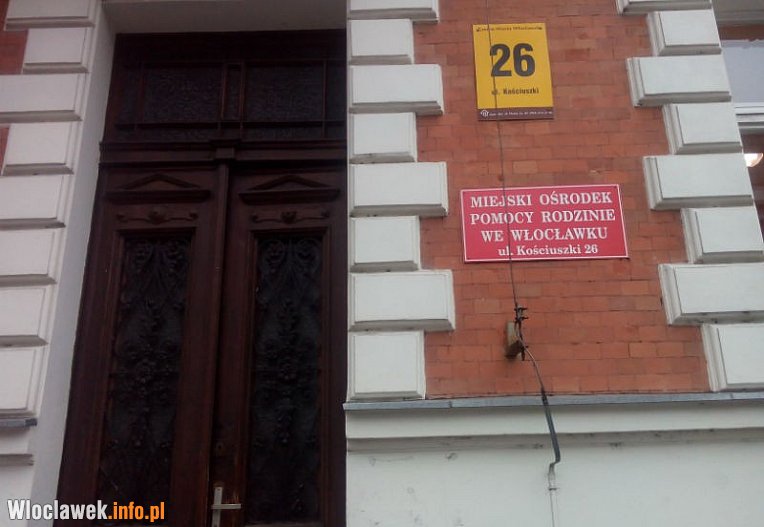 26
ul. Kościuszki
MIEJSKI OŚRODEK
POMOCY RODZINIE
WE WŁOCŁAWKU
ul. Kościuszki 26
Wloclawek.info.pl